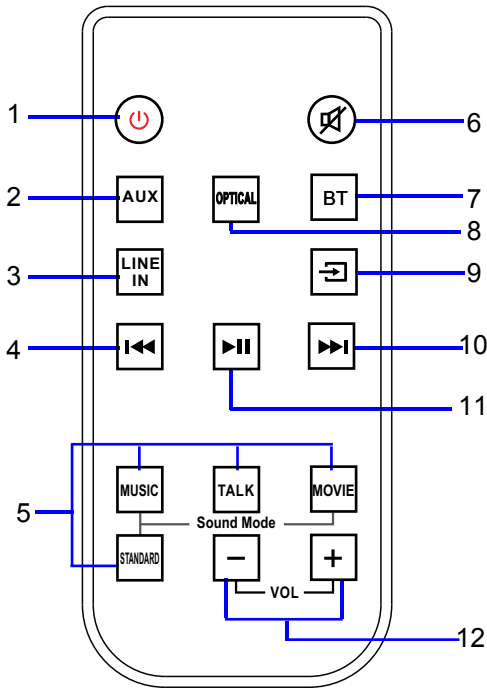 1
6
2
AUX
OPTICAL
BT
7
8
3
LINE
IN
9
4
10
11
5
MUSIC
TALK
MOVIE
Sound Mode
STANDARD
−
+
VOL
12